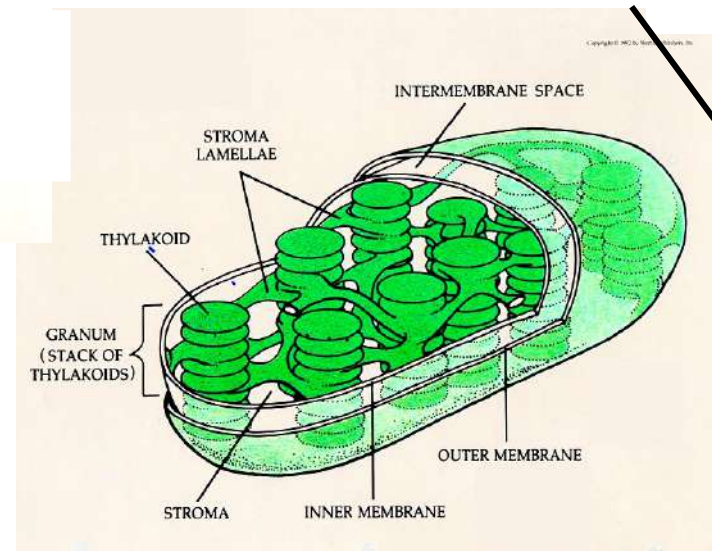 INTERMEMBRANE SPACE
STROMA
LAMELLAE
THYLAKOID
GRANUM
(STACK OF
THYLAKOIDS)
OUTER MEMBRANE
STROMA
INNER MEMBRANE